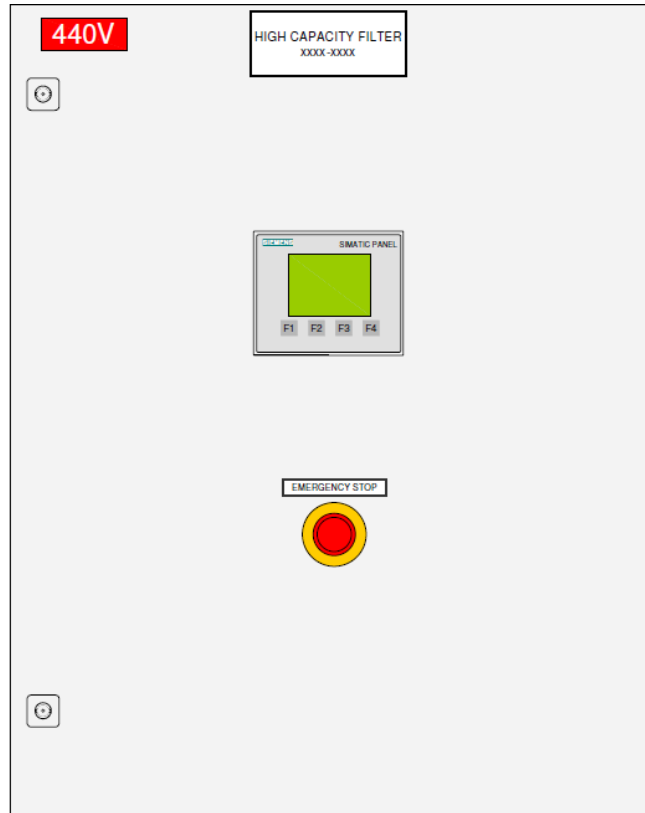 440V
HIGH CAPACITY FILTER
XXXX-XXXX
SIMATIC PANEL
F1 F2 F3 F4
EMERGENCY STOP